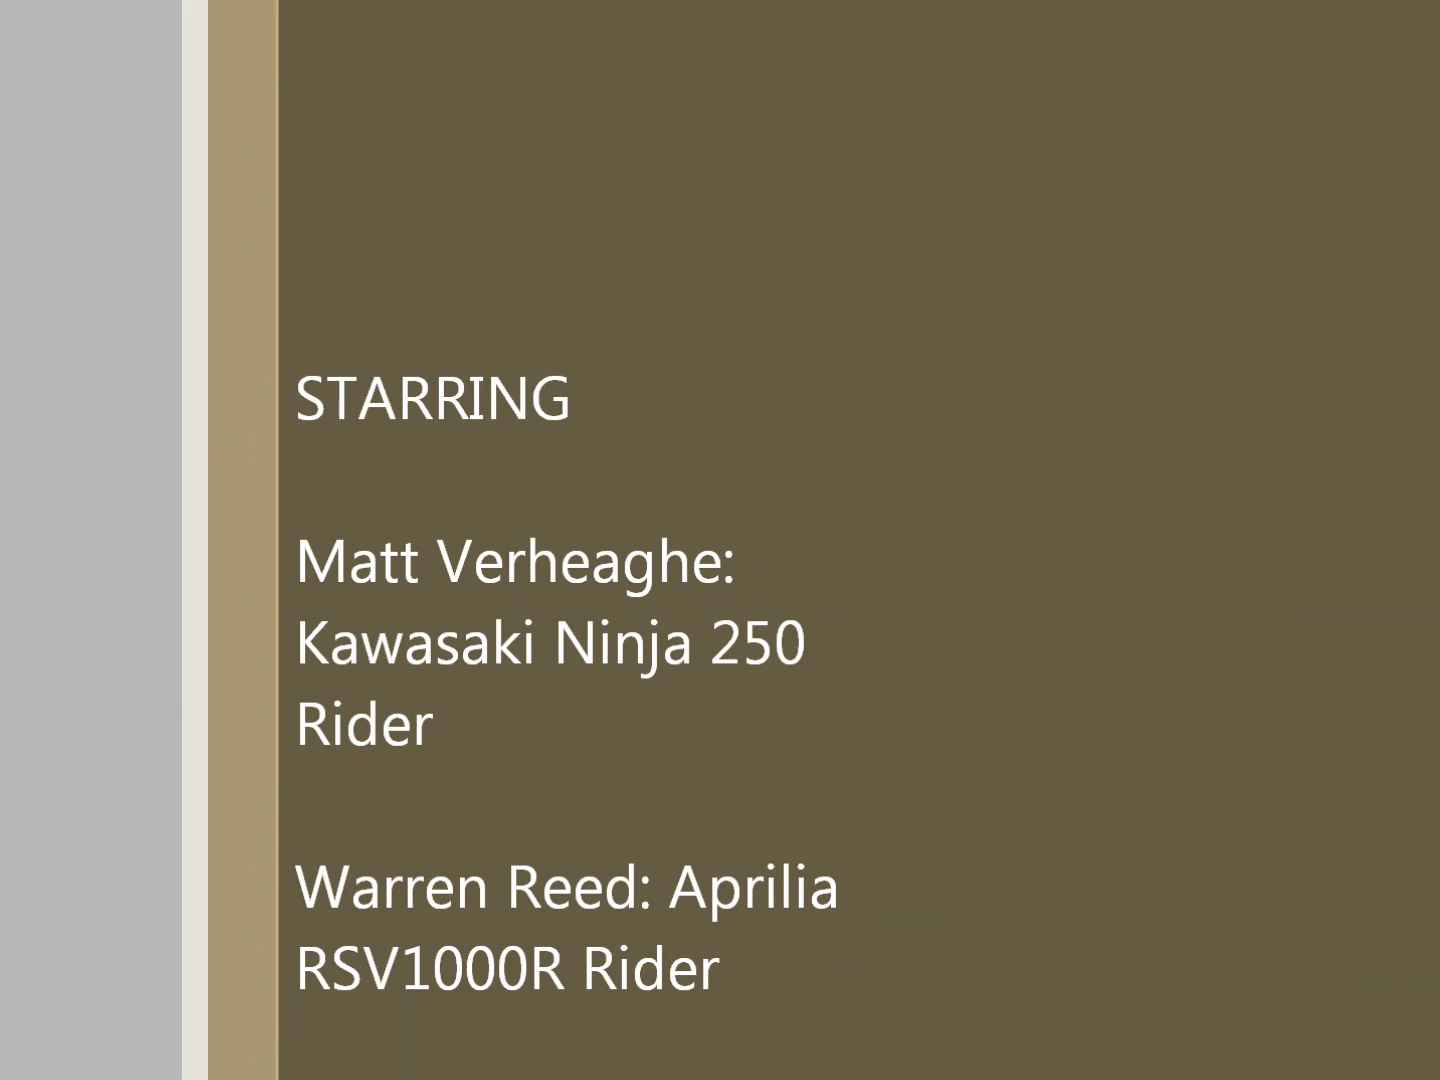 STARRING
Matt Verheaghe:
Kawasaki Ninja 250
Rider
Warren Reed: Aprilia
RSV1000R Rider